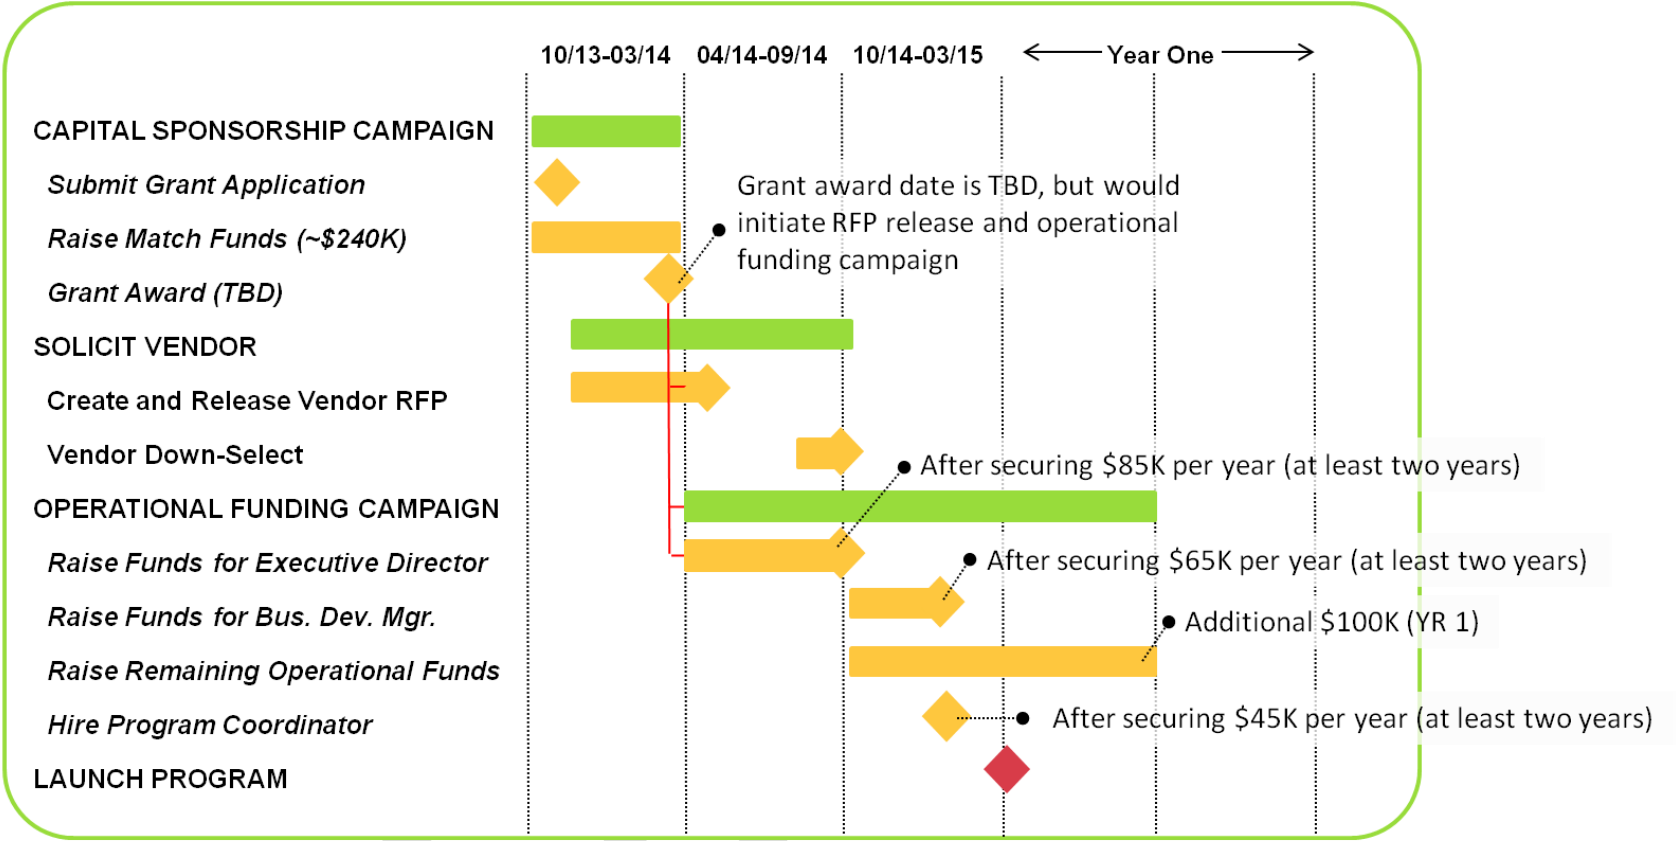 10/13-03/14 04/14-09/14 10/14-03/15 Year One
CAPITAL SPONSORSHIP CAMPAIGN
Submit Grant Application
Grant award date is TBD, but would
initiate RFP release and operational
funding campaign
Raise Match Funds (~$240K)
Grant Award (TBD)
SOLICIT VENDOR
Create and Release Vendor RFP
Vendor Down-Select
After securing $85K per year (at least two years)
OPERATIONAL FUNDING CAMPAIGN
Raise Funds for Executive Director
After securing $65K per year (at least two years)
Raise Funds for Bus. Dev. Mgr.
Additional $100K (YR 1)
Raise Remaining Operational Funds
Hire Program Coordinator
After securing $45K per year (at least two years)
LAUNCH PROGRAM